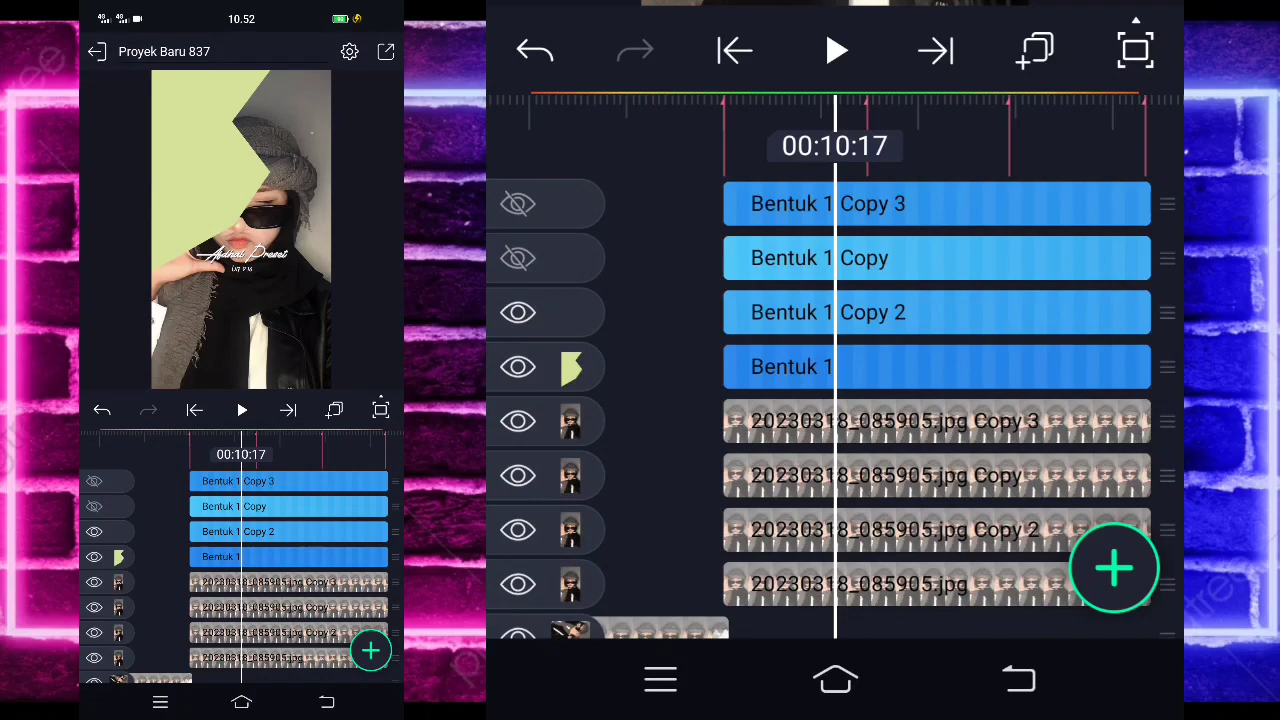 10.52
Proyek Baru 837
Ardhai Preset
00:10:17
Bentuk 1 Copy 3
Bentuk 1 Copy
Bentuk 1 Copy 2
Bentuk 1
20230318_085905.jpg Copy 3
20230318_085905.jpg Copy
20230318_085905.jpg Copy 2
20230318_085905.jpg
00:10:17
Bentuk 1 Copy 3
Bentuk 1 Copy
Bentuk 1 Copy 2
Bentuk 1
20230318_085905.jpg Copy 3
20230318_085905.jpg Copy
20230318_085905.jpg Copy 2
20230318_085905.jpg